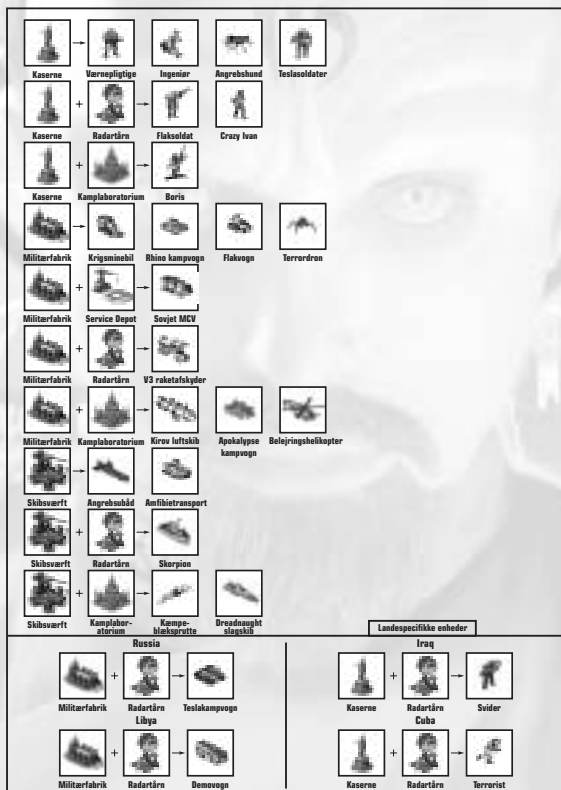 Kaserne Værnepligtige Ingeniør Angrebshund Teslasoldater
+
Kaserne Radartårn Flaksoldat Crazy Ivan
+
Kaserne Kamplaboratorium Boris
Militærfabrik Krigsminebil Rhino kampvogn Flakvogn Terrordron
+
Militærfabrik Service Depot Sovjet MCV
+
Militærfabrik Radartårn V3 raketafskyder
+
Militærfabrik Kamplaboratorium Kirov luftskib Apokalypse kampvogn Belejringshelikopter
Skibsværft Angrebsubåd Amfibietransport
+
Skibsværft Radartårn Skorpion
+
Skibsværft Kamplabor-atorium Kæmpe-blæksprutte Dreadnaught slagskib
Landespecifikke enheder
Russia
+
Militærfabrik Radartårn Teslakampvogn
Libya
+
Militærfabrik Radartårn Demovogn
Iraq
+
Kaserne Radartårn Svider
Cuba
+
Kaserne Radartårn Terrorist